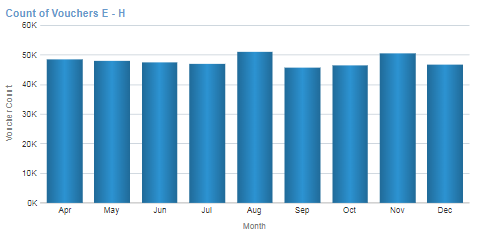 Count of Vouchers E - H
60K
50K
40K
30K
20K
10K
0K
Voucher Count
Apr May Jun Jul Aug Sep Oct Nov Dec
Month